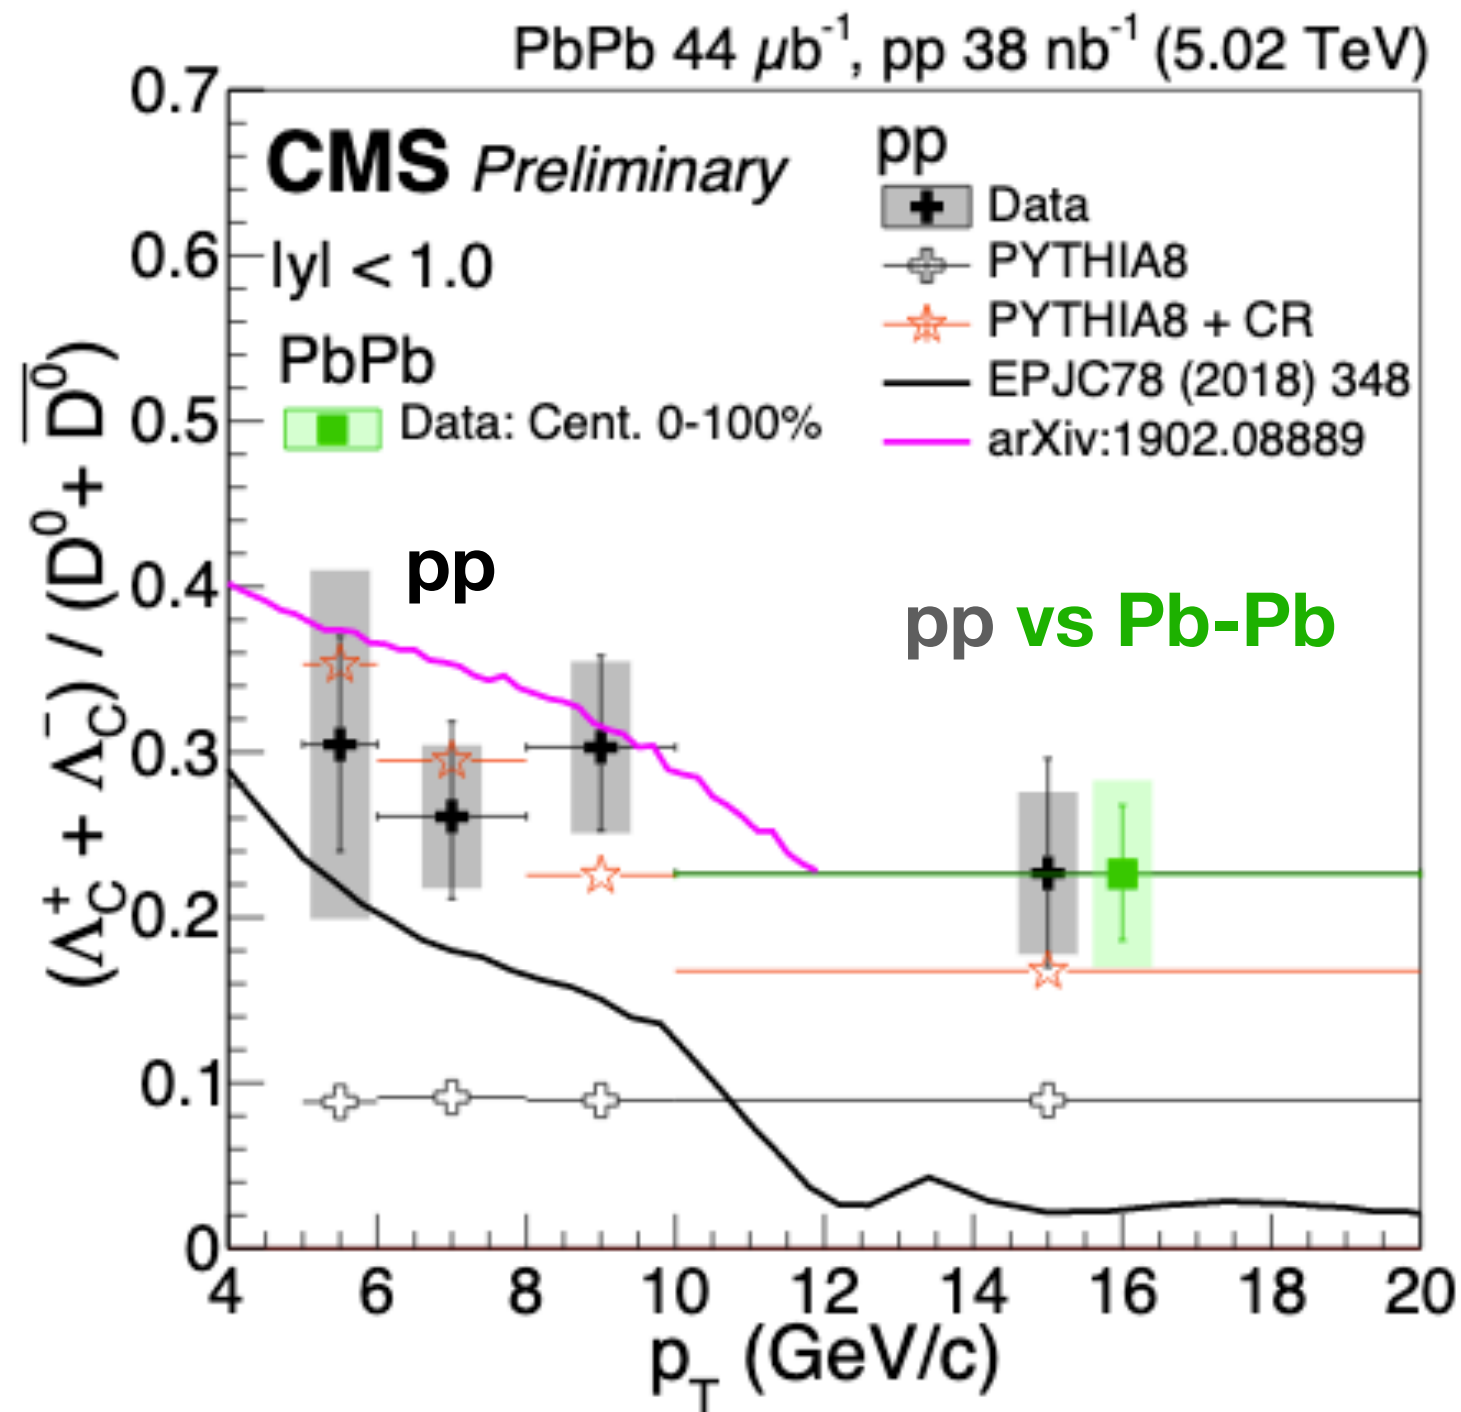 PbPb 44 μb⁻¹, pp 38 nb⁻¹ (5.02 TeV)
CMS Preliminary
|y| < 1.0
PbPb
Data: Cent. 0-100%
pp
Data
PYTHIA8
PYTHIA8 + CR
EPJC78 (2018) 348
arXiv:1902.08889
pp
pp vs Pb-Pb
(Λ_C⁺ + Λ_C⁻) / (D⁰ + D̅⁰)
0.7
0.6
0.5
0.4
0.3
0.2
0.1
0
4 6 8 10 12 14 16 18 20
p_T (GeV/c)